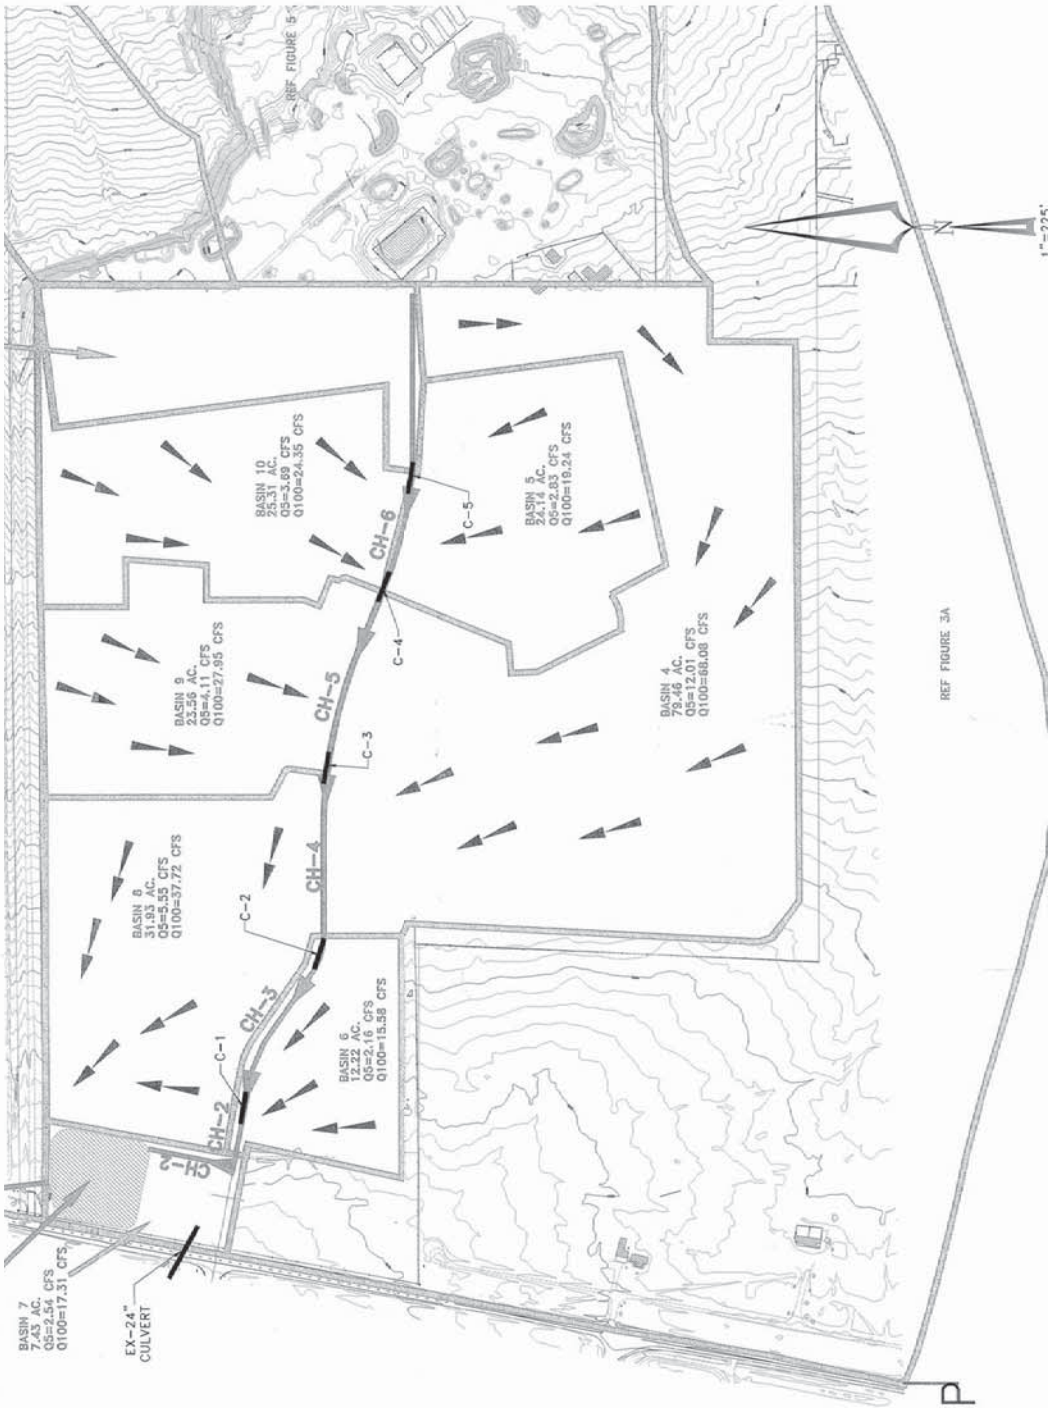 REF FIGURE 5
BASIN 10
25.31 AC.
Q5=3.69 CFS
Q100=24.35 CFS
BASIN 5
24.14 AC.
Q5=2.83 CFS
Q100=19.24 CFS
CH-6
C-5
C-4
BASIN 9
23.56 AC.
Q5=4.11 CFS
Q100=27.95 CFS
CH-5
C-3
BASIN 4
79.46 AC.
Q5=12.01 CFS
Q100=68.08 CFS
REF FIGURE 3A
N
1"=225'
BASIN 8
31.93 AC.
Q5=5.55 CFS
Q100=37.72 CFS
CH-4
C-2
CH-3
C-1
BASIN 6
12.22 AC.
Q5=2.16 CFS
Q100=15.58 CFS
CH-2
CH-2
BASIN 7
7.43 AC.
Q5=2.54 CFS
Q100=17.31 CFS
EX-24"
CULVERT
P